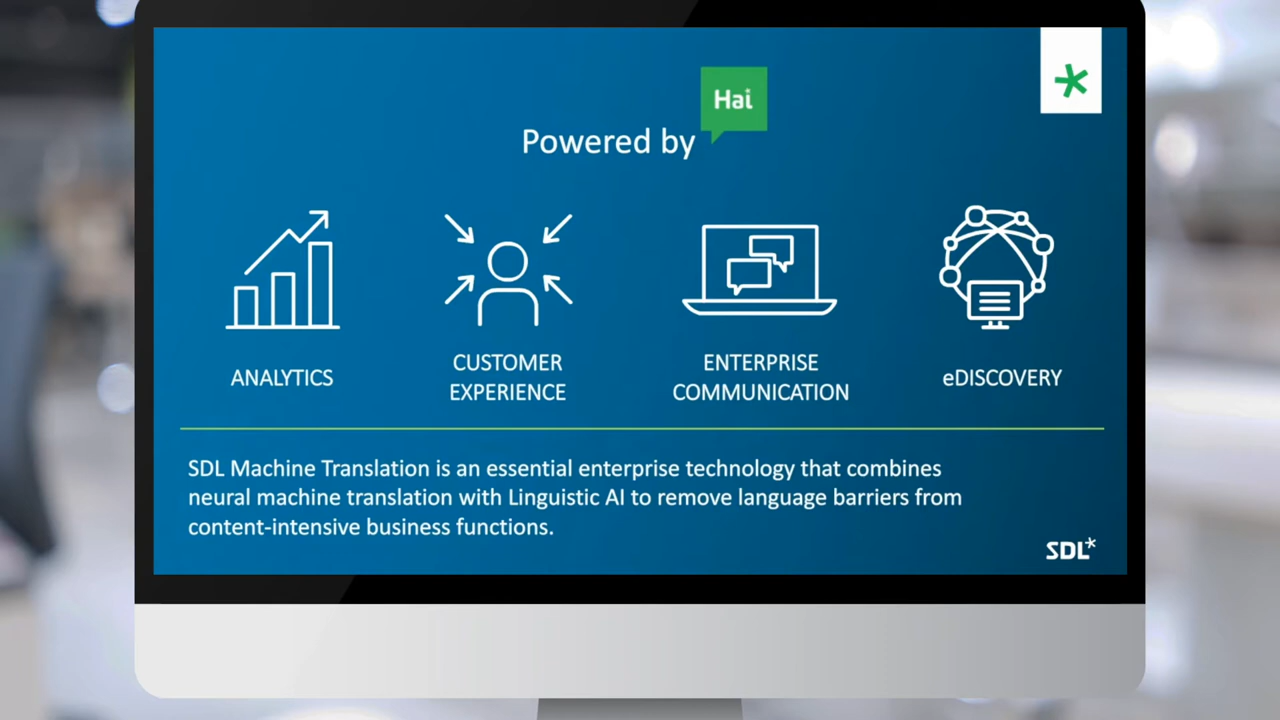 Hai
Powered by
ANALYTICS
CUSTOMER
EXPERIENCE
ENTERPRISE
COMMUNICATION
eDISCOVERY
SDL Machine Translation is an essential enterprise technology that combines
neural machine translation with Linguistic AI to remove language barriers from
content-intensive business functions.
SDL*